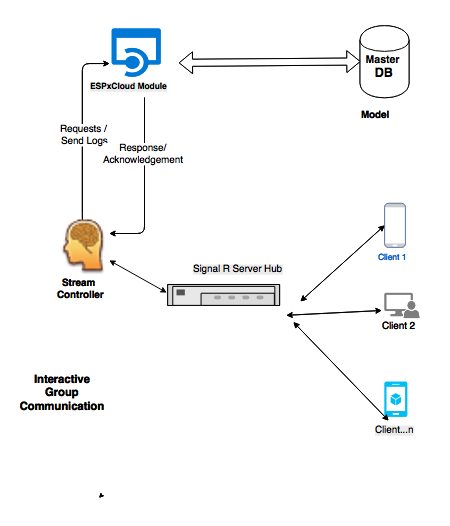 Master
DB
ESPxCloud Module
Model
Requests /
Send Logs
Response/
Acknowledgement
Client 1
Signal R Server Hub
Stream
Controller
Client 2
Interactive
Group
Communication
Client...n